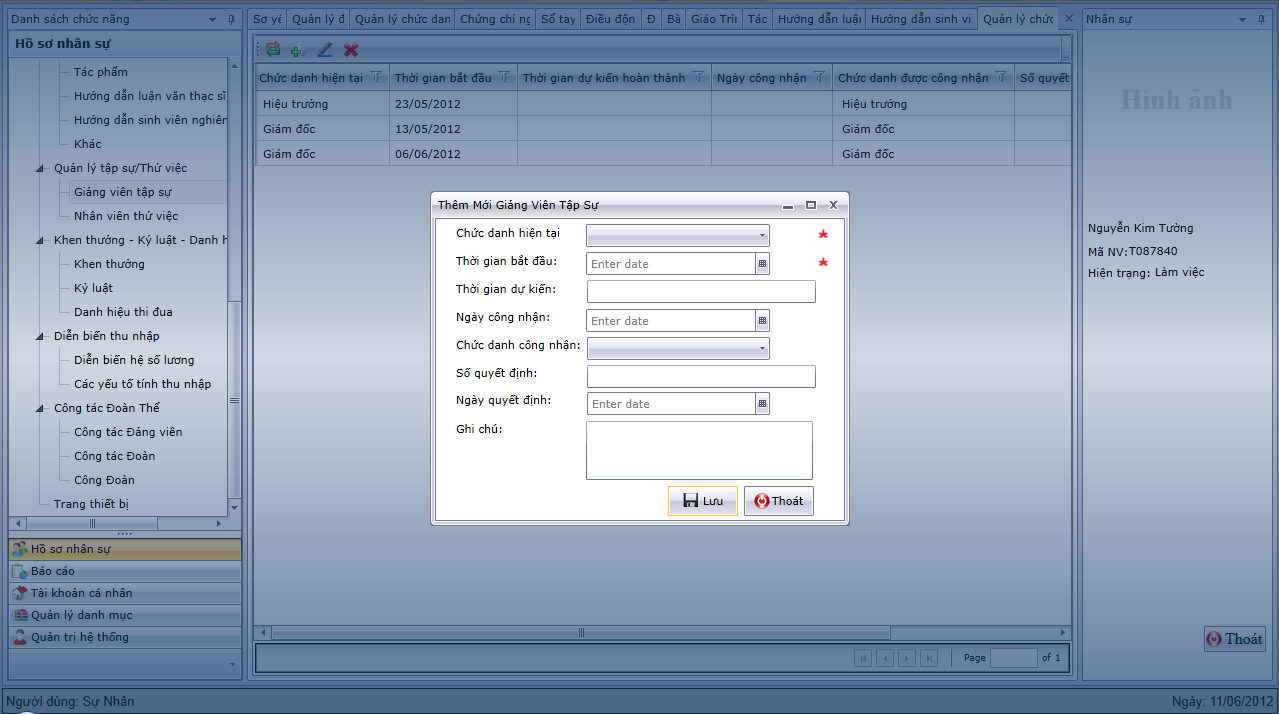 Danh sách chức năng
Hồ sơ nhân sự
Tác phẩm
Hướng dẫn luận văn thạc sĩ,
Hướng dẫn sinh viên nghiên
Khác
Quản lý tập sự/Thử việc
Giảng viên tập sự
Nhân viên thử việc
Khen thưởng - Kỷ luật - Danh h
Khen thưởng
Kỷ luật
Danh hiệu thi đua
Diễn biến thu nhập
Diễn biến hệ số lương
Các yếu tố tính thu nhập
Công tác Đoàn Thể
Công tác Đảng viên
Công tác Đoàn
Công Đoàn
Trang thiết bị
Hồ sơ nhân sự
Báo cáo
Tài khoản cá nhân
Quản lý danh mục
Quản trị hệ thống
Sơ yế Quản lý đ Quản lý chức dan Chứng chỉ ng Sổ tay Điều độn Đ Bà Giáo Trìn Tác Hướng dẫn luậı Hướng dẫn sinh vi Quản lý chức
Chức danh hiện tại Thời gian bắt đầu Thời gian dự kiến hoàn thành Ngày công nhận Chức danh được công nhận Số quyết
Hiệu trưởng 23/05/2012 Hiệu trưởng
Giám đốc 13/05/2012 Giám đốc
Giám đốc 06/06/2012 Giám đốc
Thêm Mới Giảng Viên Tập Sự
Chức danh hiện tại *
Thời gian bắt đầu: Enter date *
Thời gian dự kiến:
Ngày công nhận: Enter date
Chức danh công nhận:
Số quyết định:
Ngày quyết định: Enter date
Ghi chú:
Lưu Thoát
Page of 1
Nhân sự
Hình ảnh
Nguyễn Kim Tường
Mã NV:T087840
Hiện trạng: Làm việc
Thoát
Người dùng: Sự Nhân
Ngày: 11/06/2012